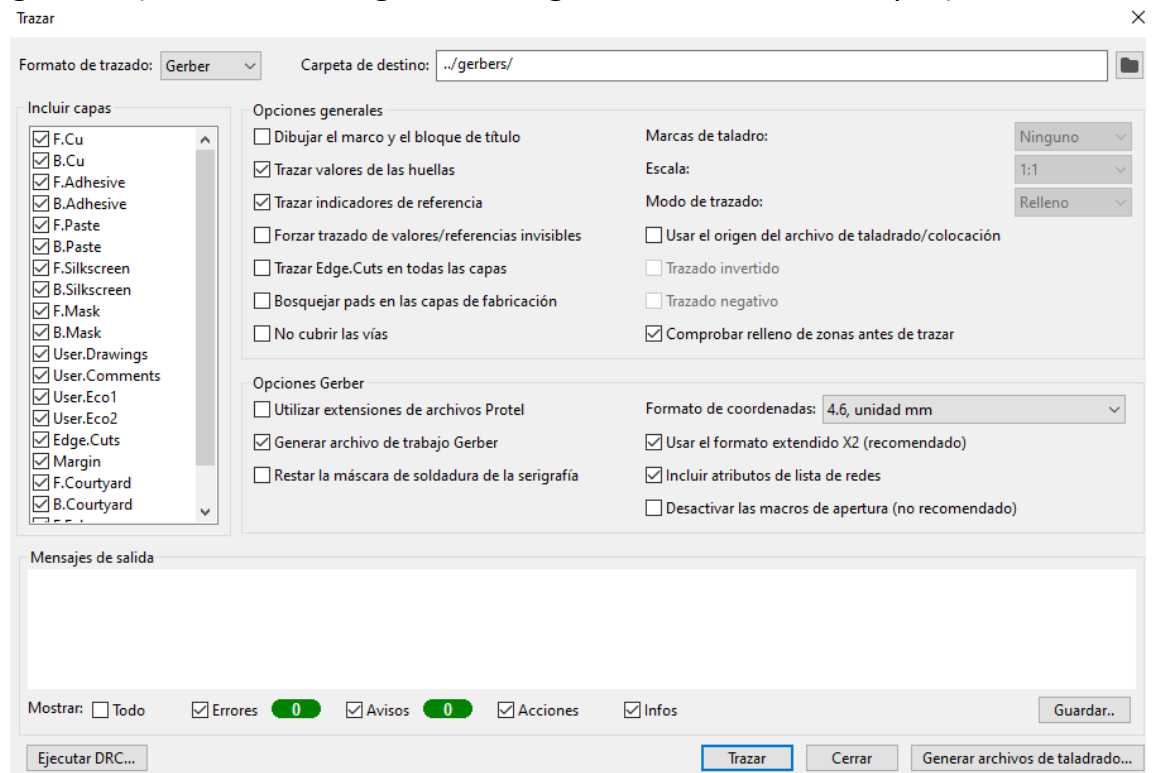 Trazar
Formato de trazado: Gerber Carpeta de destino: ../gerbers/
Incluir capas
F.Cu
B.Cu
F.Adhesive
B.Adhesive
F.Paste
B.Paste
F.Silkscreen
B.Silkscreen
F.Mask
B.Mask
User.Drawings
User.Comments
User.Eco1
User.Eco2
Edge.Cuts
Margin
F.Courtyard
B.Courtyard
Opciones generales
Dibujar el marco y el bloque de título
Trazar valores de las huellas
Trazar indicadores de referencia
Forzar trazado de valores/referencias invisibles
Trazar Edge.Cuts en todas las capas
Bosquejar pads en las capas de fabricación
No cubrir las vías
Marcas de taladro: Ninguno
Escala: 1:1
Modo de trazado: Relleno
Usar el origen del archivo de taladrado/colocación
Trazado invertido
Trazado negativo
Comprobar relleno de zonas antes de trazar
Opciones Gerber
Utilizar extensiones de archivos Protel
Generar archivo de trabajo Gerber
Restar la máscara de soldadura de la serigrafía
Formato de coordenadas: 4.6, unidad mm
Usar el formato extendido X2 (recomendado)
Incluir atributos de lista de redes
Desactivar las macros de apertura (no recomendado)
Mensajes de salida
Mostrar: Todo Errores 0 Avisos 0 Acciones Infos Guardar..
Ejecutar DRC... Trazar Cerrar Generar archivos de taladrado...